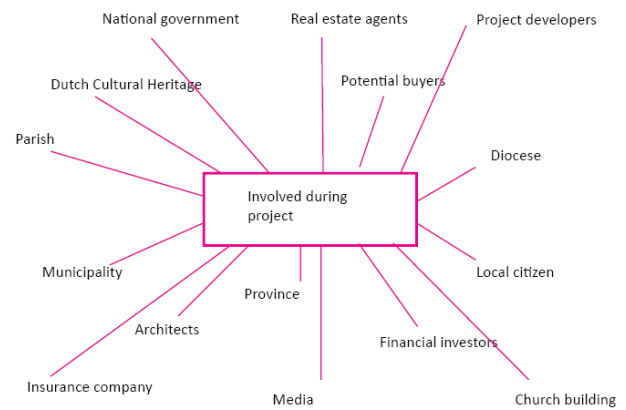 National government
Real estate agents
Project developers
Dutch Cultural Heritage
Potential buyers
Parish
Diocese
Involved during
project
Municipality
Local citizen
Province
Architects
Financial investors
Insurance company
Media
Church building